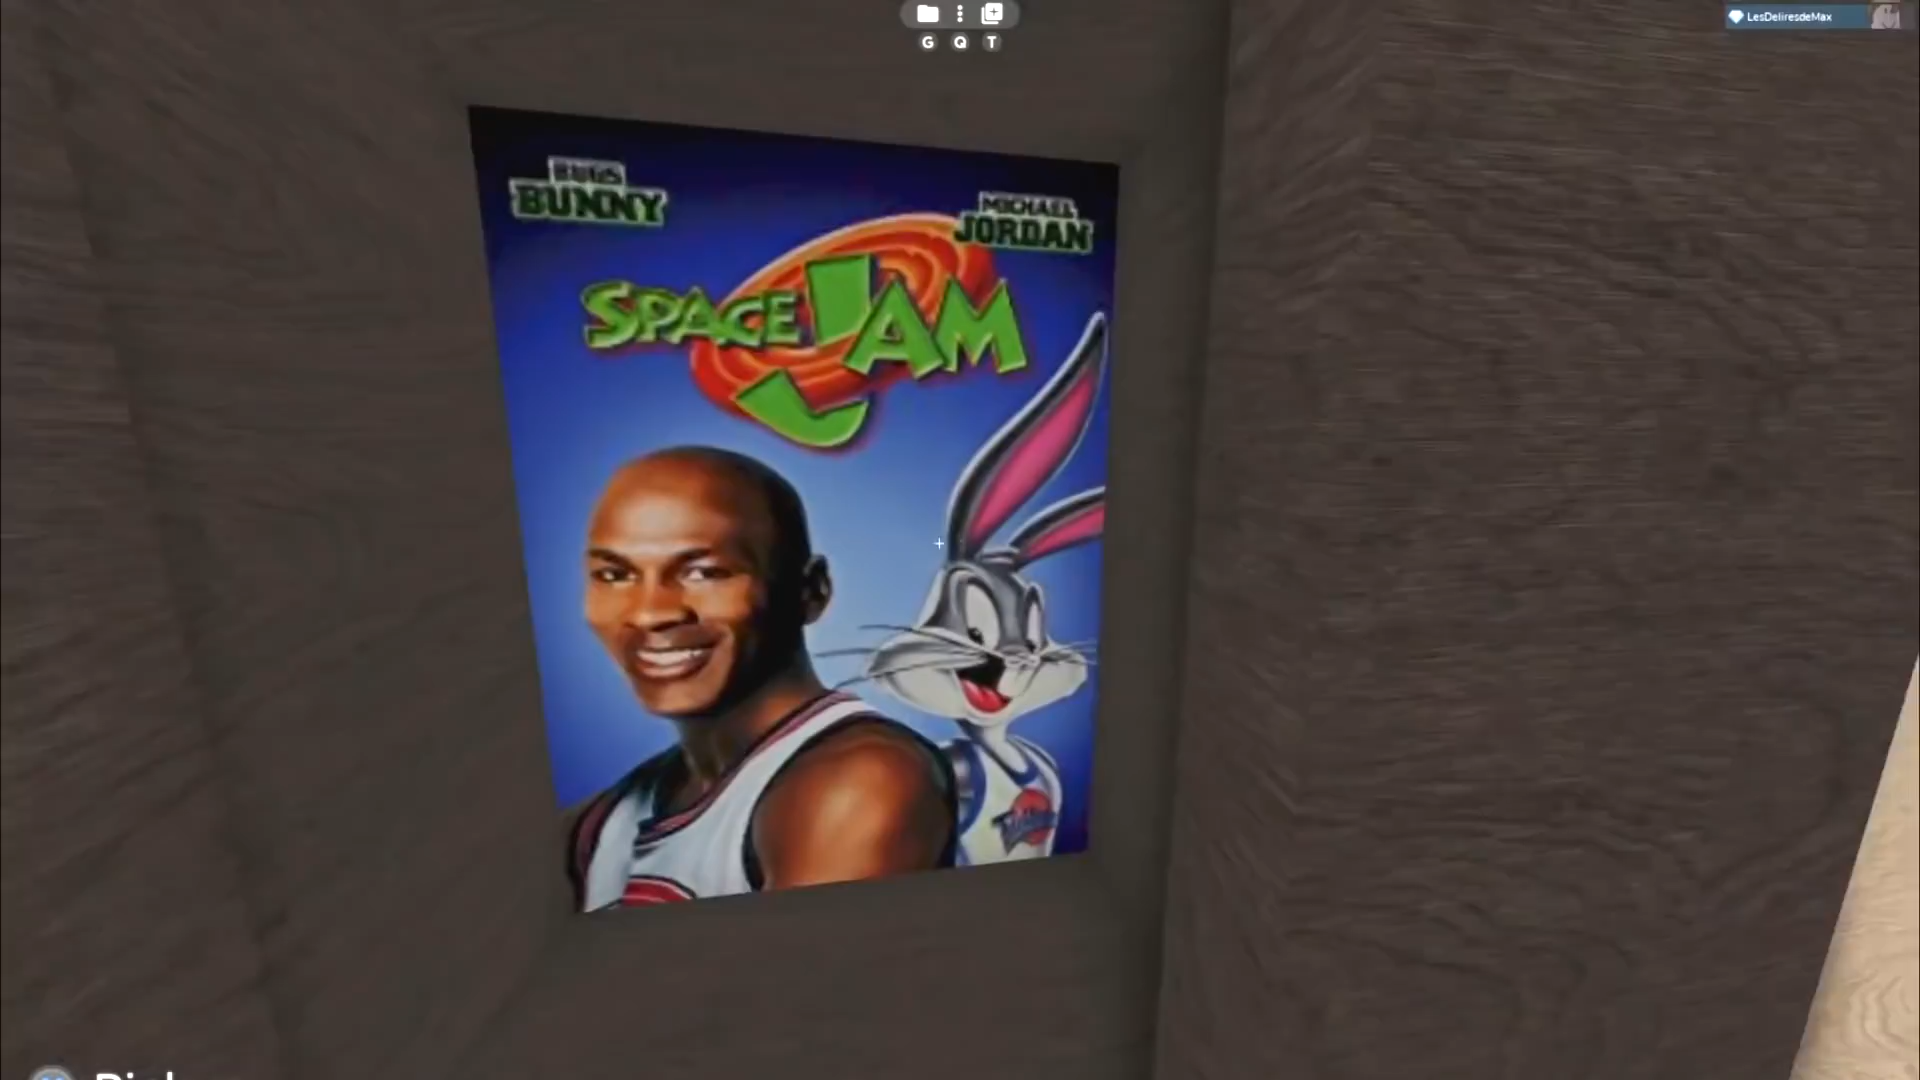 G Q T
LesDeliresdeMax
BUGS
BUNNY
MICHAEL
JORDAN
SPACE JAM